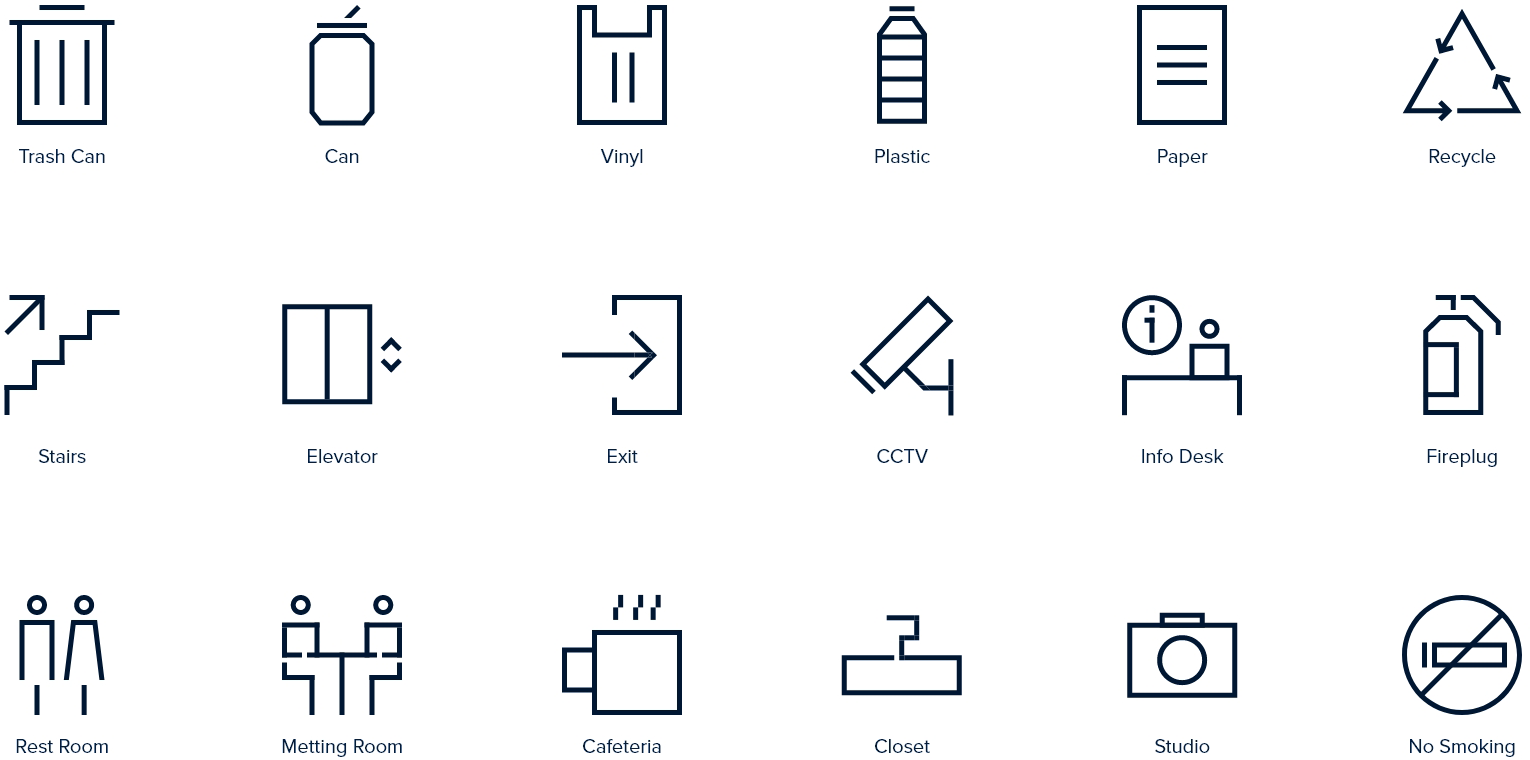 Trash Can
Can
Vinyl
Plastic
Paper
Recycle
Stairs
Elevator
Exit
CCTV
Info Desk
Fireplug
Rest Room
Metting Room
Cafeteria
Closet
Studio
No Smoking